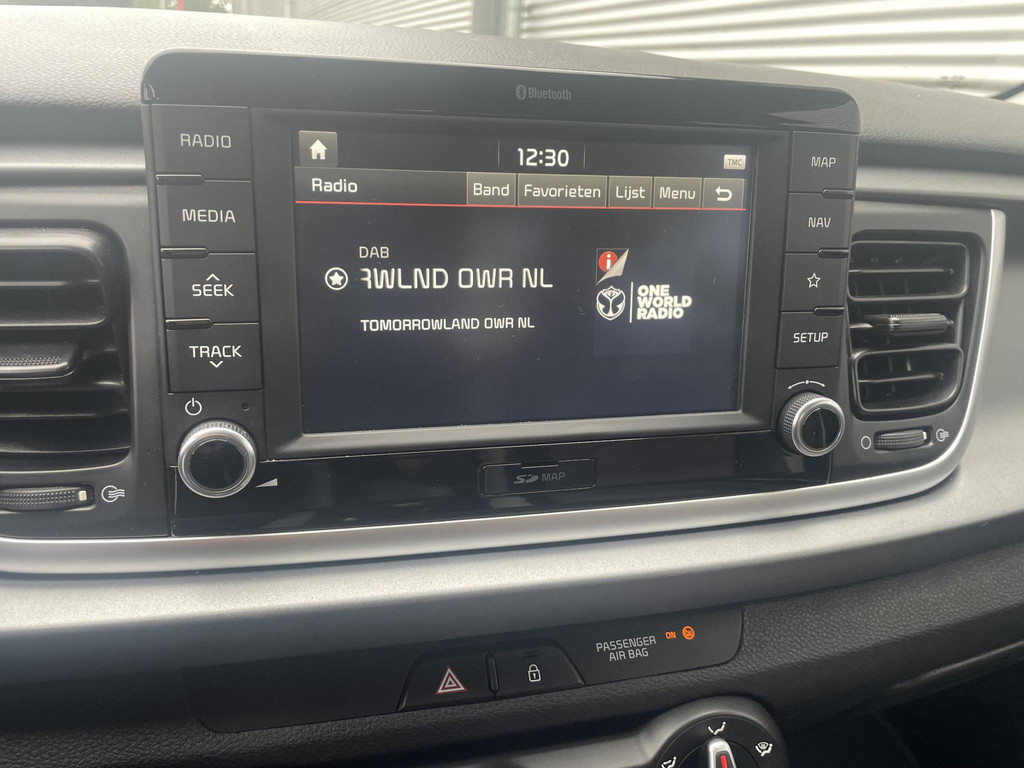 Bluetooth
RADIO
MEDIA
SEEK
TRACK
12:30
TMC
Radio
Band
Favorieten
Lijst
Menu
DAB
RWLND OWR NL
TOMORROWLAND OWR NL
i
ONE
WORLD
RADIO
MAP
NAV
SETUP
SD MAP
PASSENGER
AIR BAG
ON